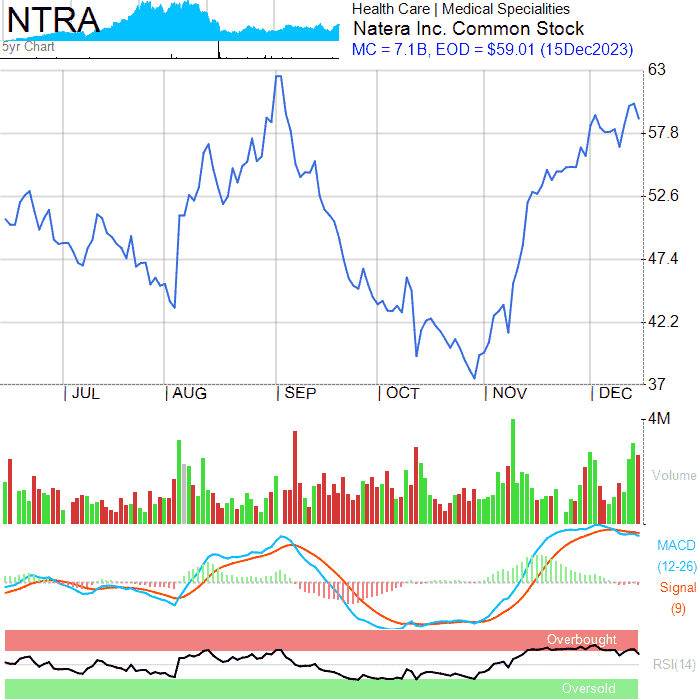 NTRA
5yr Chart
Health Care | Medical Specialities
Natera Inc. Common Stock
MC = 7.1B, EOD = $59.01 (15Dec2023)
63
57.8
52.6
47.4
42.2
37
| JUL | AUG | SEP | OCT | NOV | DEC
4M
Volume
MACD
(12-26)
Signal
(9)
Overbought
RSI(14)
Oversold